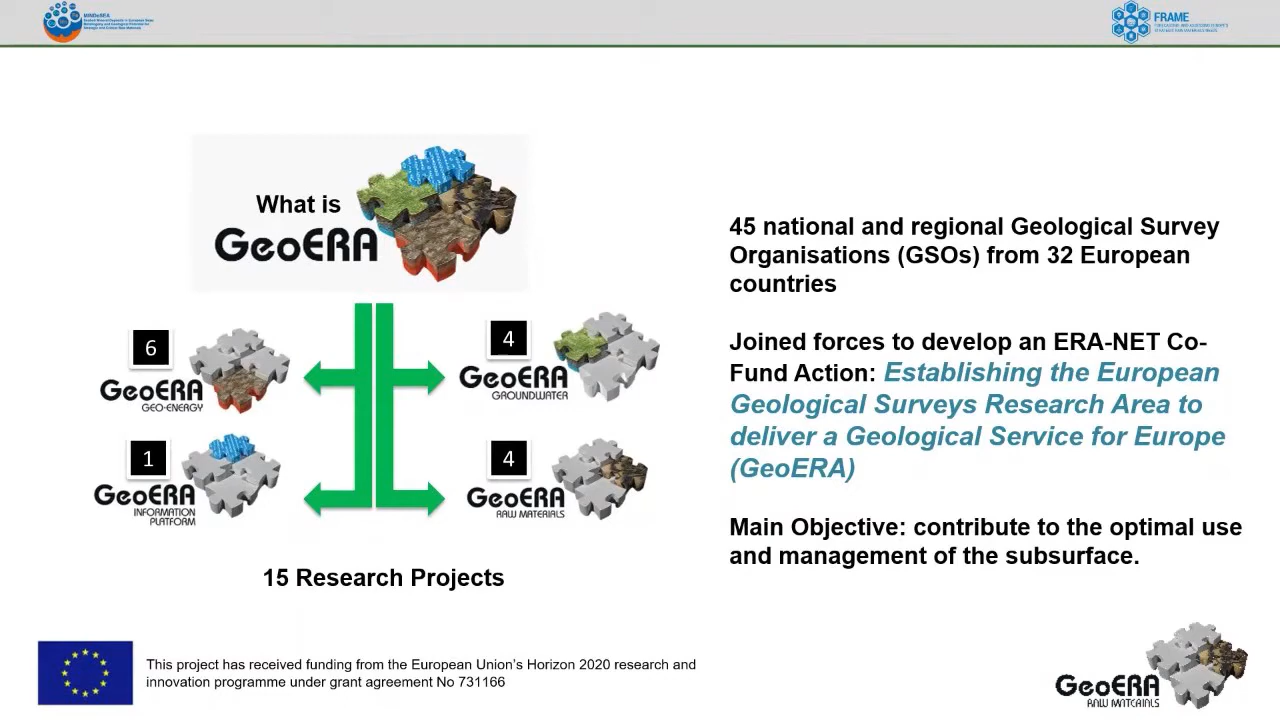 MINDeSEA
FRAME
What is
GeoERA
6
GeoERA
GEO-ENERGY
4
GeoERA
GROUNDWATER
1
GeoERA
INFORMATION
PLATFORM
4
GeoERA
RAW MATERIALS
15 Research Projects
45 national and regional Geological Survey
Organisations (GSOs) from 32 European
countries
Joined forces to develop an ERA-NET Co-
Fund Action: Establishing the European
Geological Surveys Research Area to
deliver a Geological Service for Europe
(GeoERA)
Main Objective: contribute to the optimal use
and management of the subsurface.
This project has received funding from the European Union’s Horizon 2020 research and
innovation programme under grant agreement No 731166
GeoERA
RAW MATERIALS